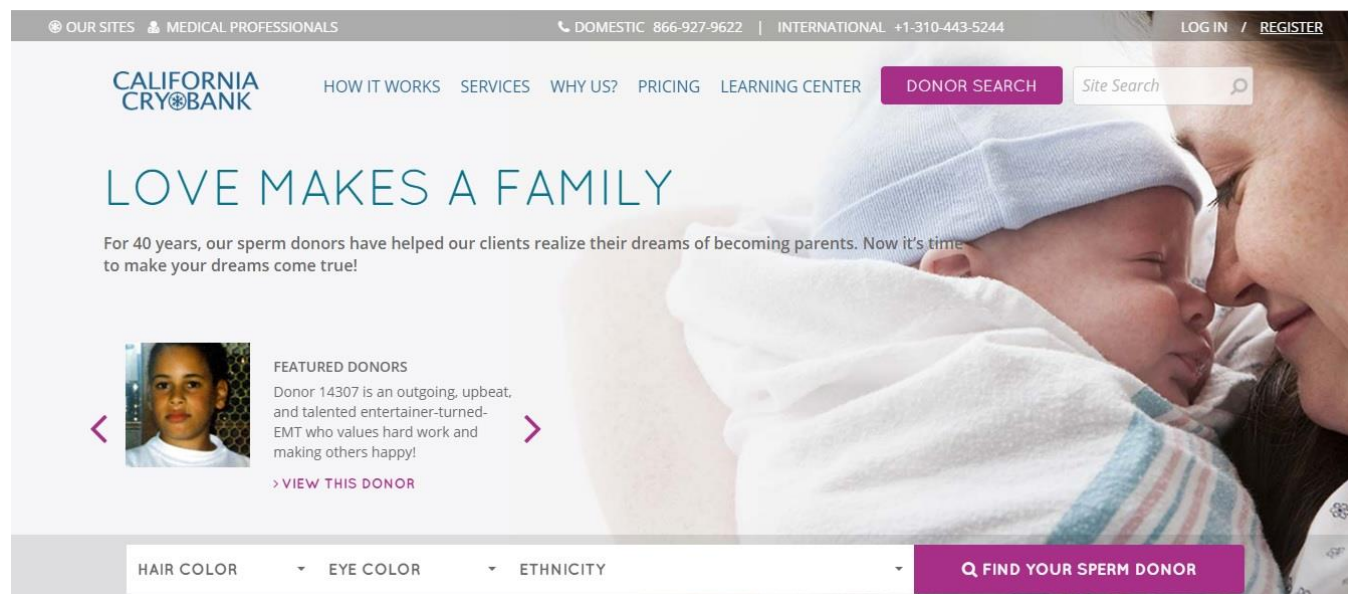 OUR SITES MEDICAL PROFESSIONALS DOMESTIC 866-927-9622 | INTERNATIONAL +1-310-443-5244 LOG IN / REGISTER
CALIFORNIA
CRYOBANK
HOW IT WORKS SERVICES WHY US? PRICING LEARNING CENTER DONOR SEARCH Site Search
LOVE MAKES A FAMILY
For 40 years, our sperm donors have helped our clients realize their dreams of becoming parents. Now it's time
to make your dreams come true!
FEATURED DONORS
Donor 14307 is an outgoing, upbeat,
and talented entertainer-turned-
EMT who values hard work and
making others happy!
> VIEW THIS DONOR
HAIR COLOR EYE COLOR ETHNICITY FIND YOUR SPERM DONOR